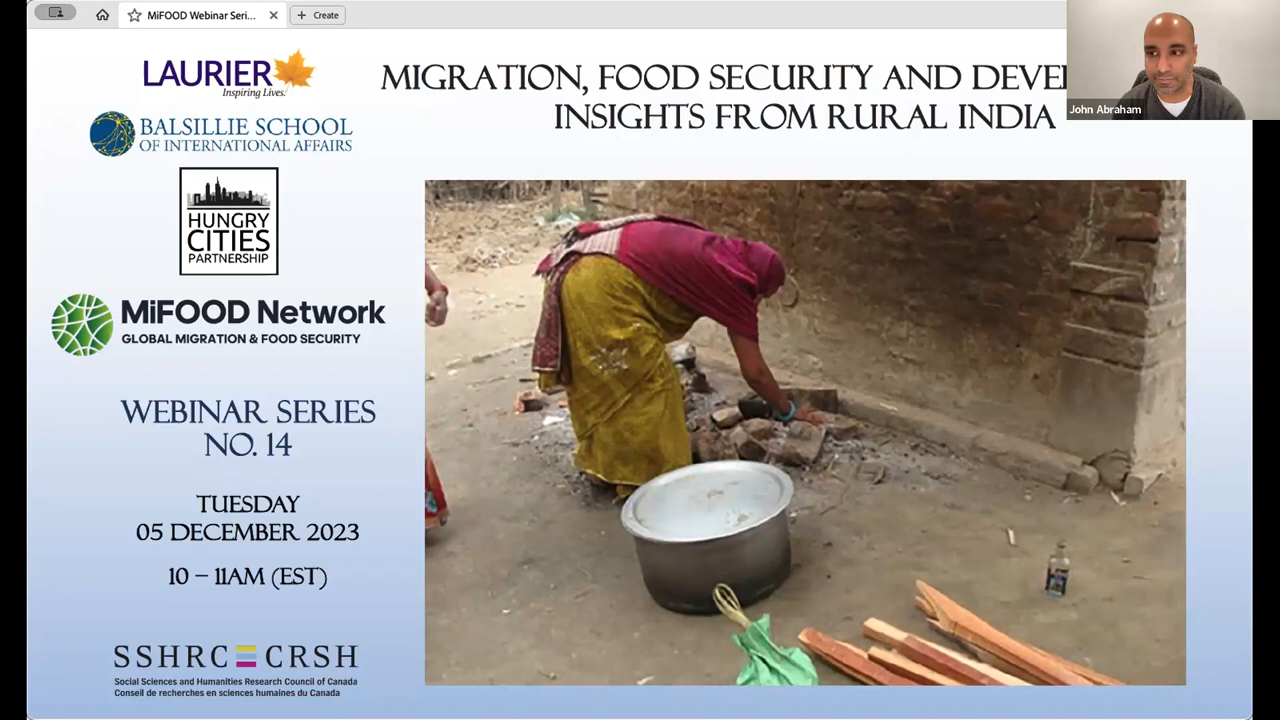 MiFOOD Webinar Seri...
Create
LAURIER
Inspiring Lives.
BALSILLIE SCHOOL
OF INTERNATIONAL AFFAIRS
HUNGRY
CITIES
PARTNERSHIP
MiFOOD Network
GLOBAL MIGRATION & FOOD SECURITY
WEBINAR SERIES
NO. 14
TUESDAY
05 DECEMBER 2023
10 – 11AM (EST)
SSHRC CRSH
Social Sciences and Humanities Research Council of Canada
Conseil de recherches en sciences humaines du Canada
MIGRATION, FOOD SECURITY AND DEVE
INSIGHTS FROM RURAL INDIA
John Abraham